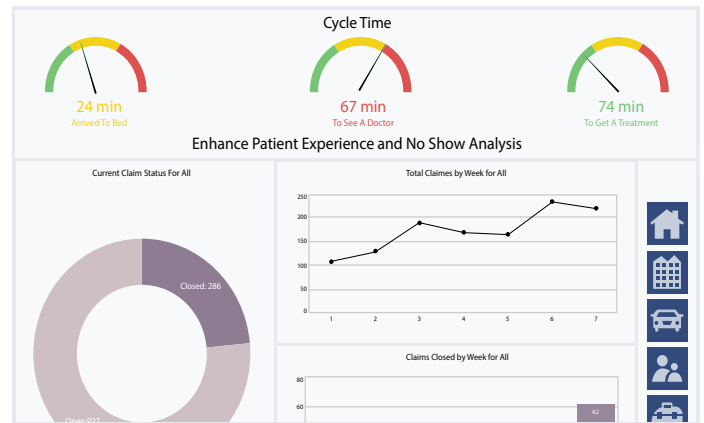 Cycle Time
24 min
Arrived To Bed
67 min
To See A Doctor
74 min
To Get A Treatment
Enhance Patient Experience and No Show Analysis
Current Claim Status For All
Closed: 286
Open: 927
Total Claimes by Week for All
250
200
150
100
50
0
1 2 3 4 5 6 7
Claims Closed by Week for All
80
60
62